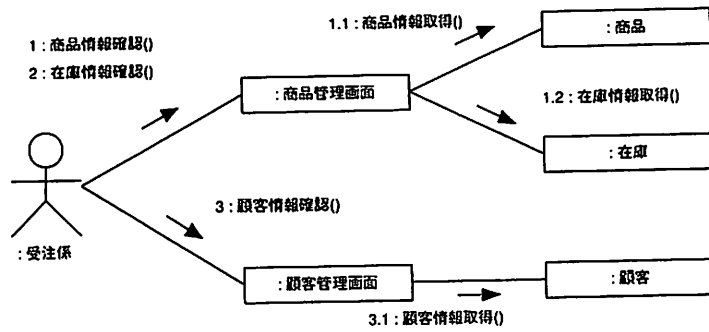 1.1 : 商品情報取得()
: 商品
1 : 商品情報確認()
2 : 在庫情報確認()
: 商品管理画面
1.2 : 在庫情報取得()
: 在庫
3 : 顧客情報確認()
: 受注係
: 顧客管理画面
: 顧客
3.1 : 顧客情報取得()